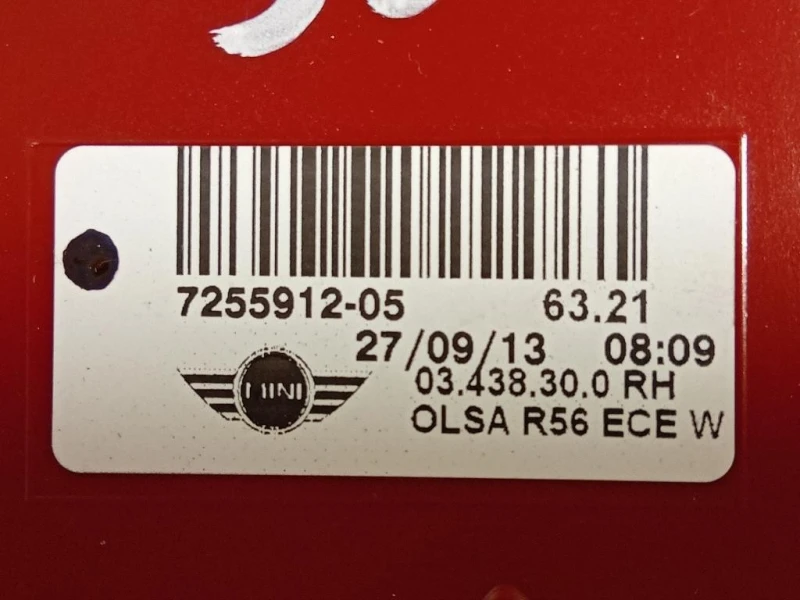 7255912-05 63.21
27/09/13 08:09
MINI
03.438.30.0 RH
OLSA R56 ECE W